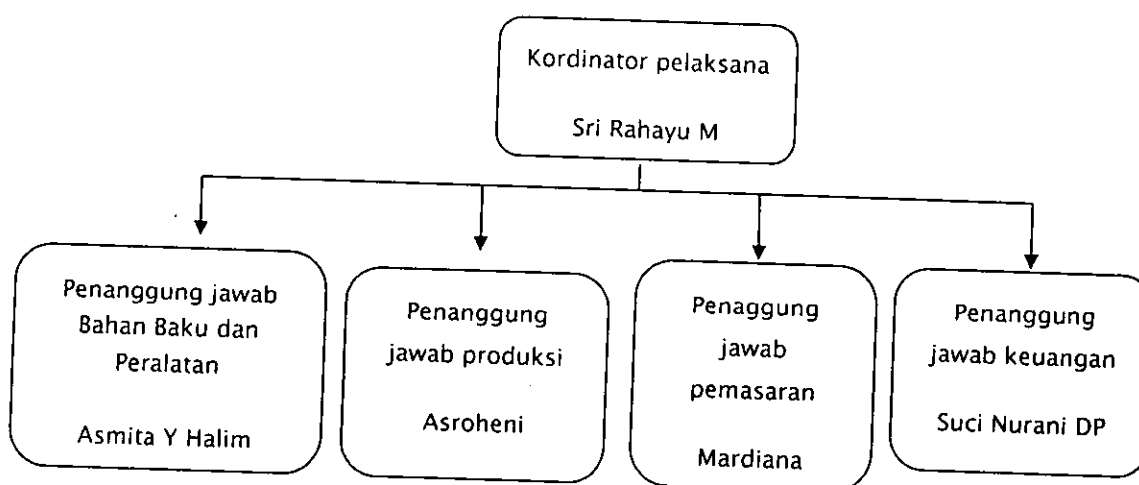 Kordinator pelaksana
Sri Rahayu M
Penanggung jawab
Bahan Baku dan
Peralatan
Asmita Y Halim
Penanggung
jawab produksi
Asroheni
Penaggung
jawab
pemasaran
Mardiana
Penanggung
jawab keuangan
Suci Nurani DP